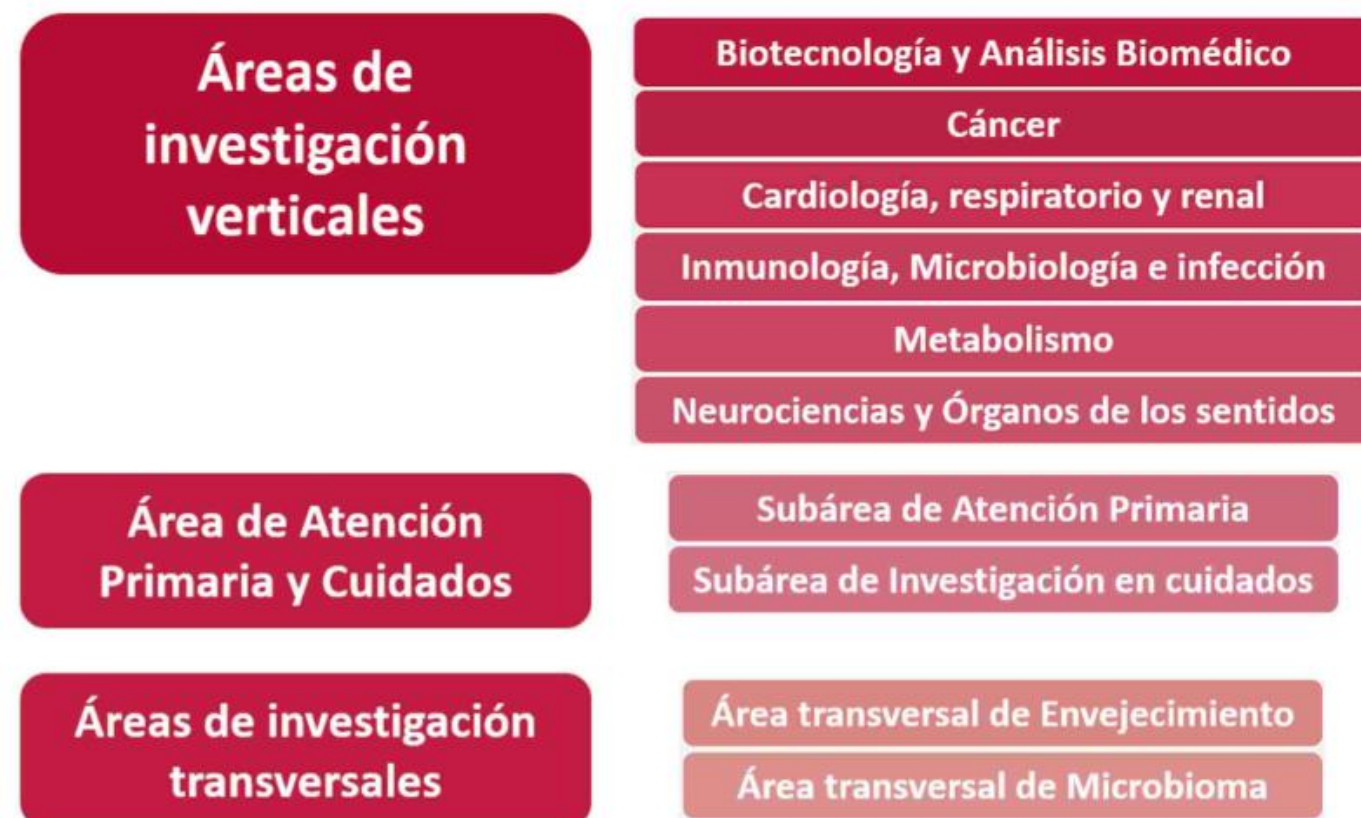 Áreas de
investigación
verticales
Biotecnología y Análisis Biomédico
Cáncer
Cardiología, respiratorio y renal
Inmunología, Microbiología e infección
Metabolismo
Neurociencias y Órganos de los sentidos
Área de Atención
Primaria y Cuidados
Subárea de Atención Primaria
Subárea de Investigación en cuidados
Áreas de investigación
transversales
Área transversal de Envejecimiento
Área transversal de Microbioma